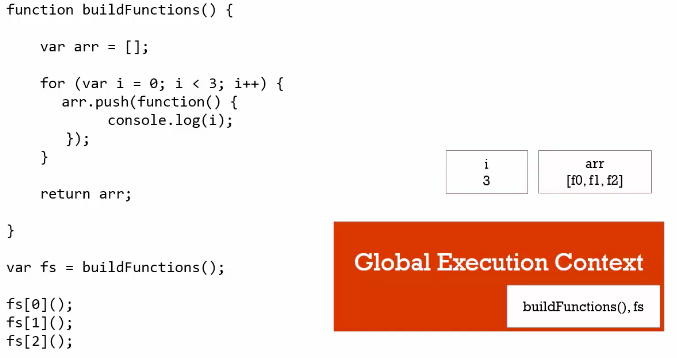 function buildFunctions() {
var arr = [];
for (var i = 0; i < 3; i++) {
arr.push(function() {
console.log(i);
});
}
return arr;
}
var fs = buildFunctions();
fs[0]();
fs[1]();
fs[2]();
i
3
arr
[f0, f1, f2]
Global Execution Context
buildFunctions(), fs